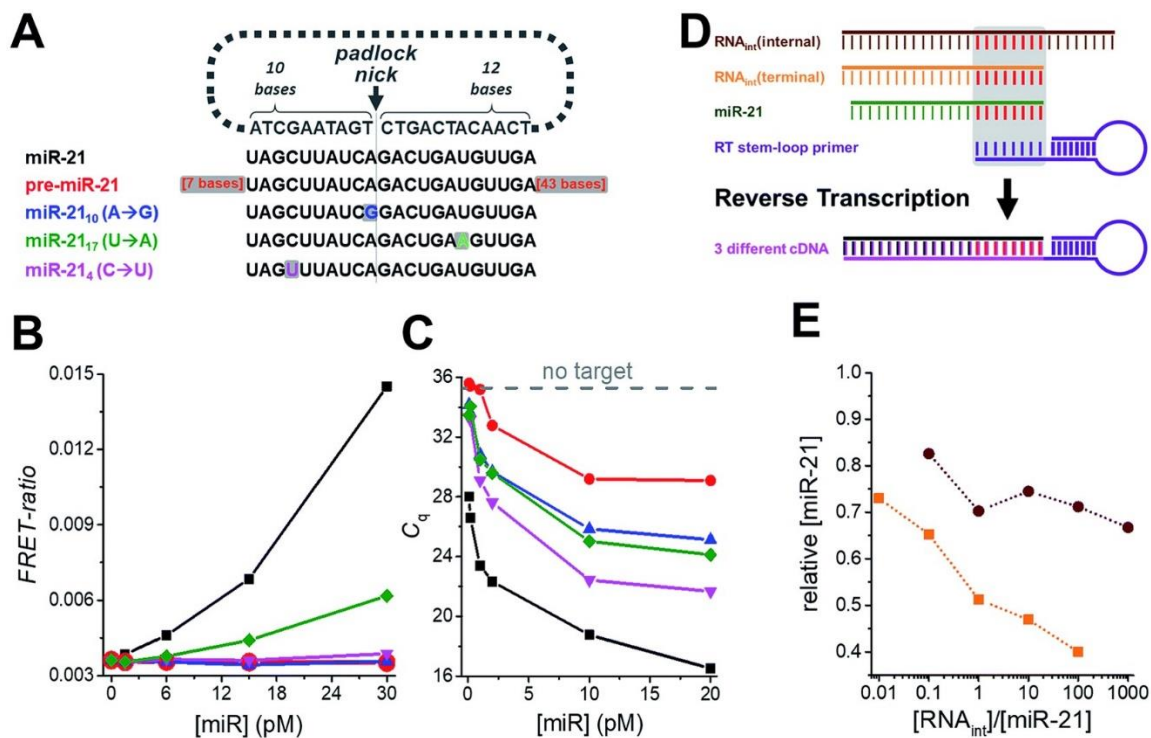 A
10 bases
padlock nick
12 bases
ATCGAATAGT CTGACTACAACT
miR-21 UAGCUUAUCAGACUGAUGUUGA
pre-miR-21 [7 bases] UAGCUUAUCAGACUGAUGUUGA [43 bases]
miR-21₁₀ (A→G) UAGCUUAUCGGACUGAUGUUGA
miR-21₁₇ (U→A) UAGCUUAUCAGACUGAAGUUGA
miR-21₄ (C→U) UAGUUUAUCAGACUGAUGUUGA
D
RNAint(internal)
RNAint(terminal)
miR-21
RT stem-loop primer
Reverse Transcription
3 different cDNA
B
0.015
0.012
0.009
0.006
0.003
FRET-ratio
0 6 12 18 24 30
[miR] (pM)
C
no target
36
32
28
24
20
16
Cq
0 5 10 15 20
[miR] (pM)
E
1.0
0.9
0.8
0.7
0.6
0.5
0.4
relative [miR-21]
0.01 0.1 1 10 100 1000
[RNAint]/[miR-21]